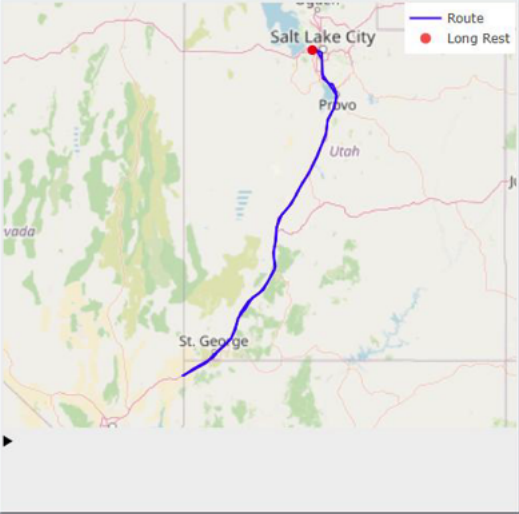 Route
Long Rest
Salt Lake City
Provo
Utah
vada
St. George